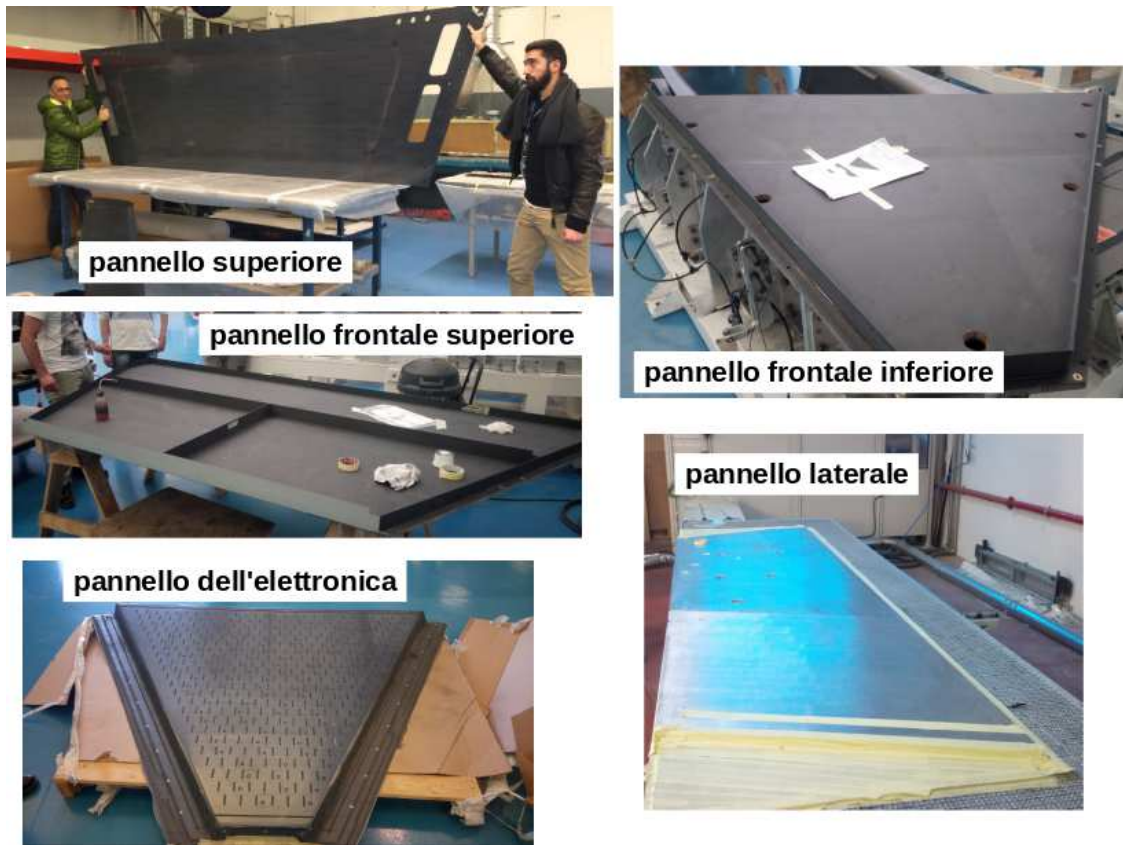 pannello superiore
pannello frontale superiore
pannello frontale inferiore
pannello laterale
pannello dell'elettronica